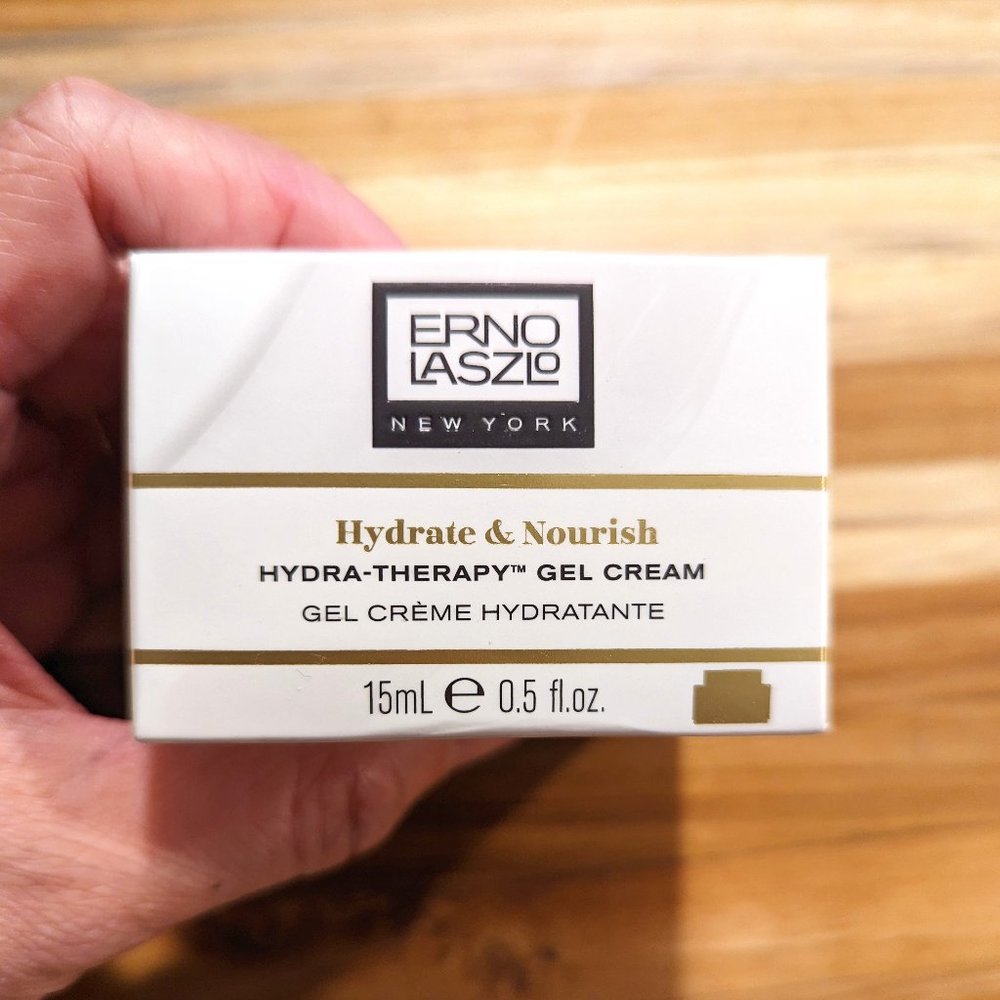 ERNO
LASZLO
NEW YORK
Hydrate & Nourish
HYDRA-THERAPY™ GEL CREAM
GEL CRÈME HYDRATANTE
15mL ℮ 0.5 fl.oz.